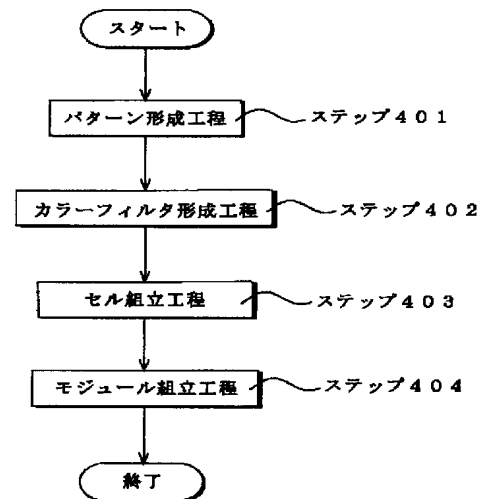 スタート
パターン形成工程
ステップ401
カラーフィルタ形成工程
ステップ402
セル組立工程
ステップ403
モジュール組立工程
ステップ404
終了